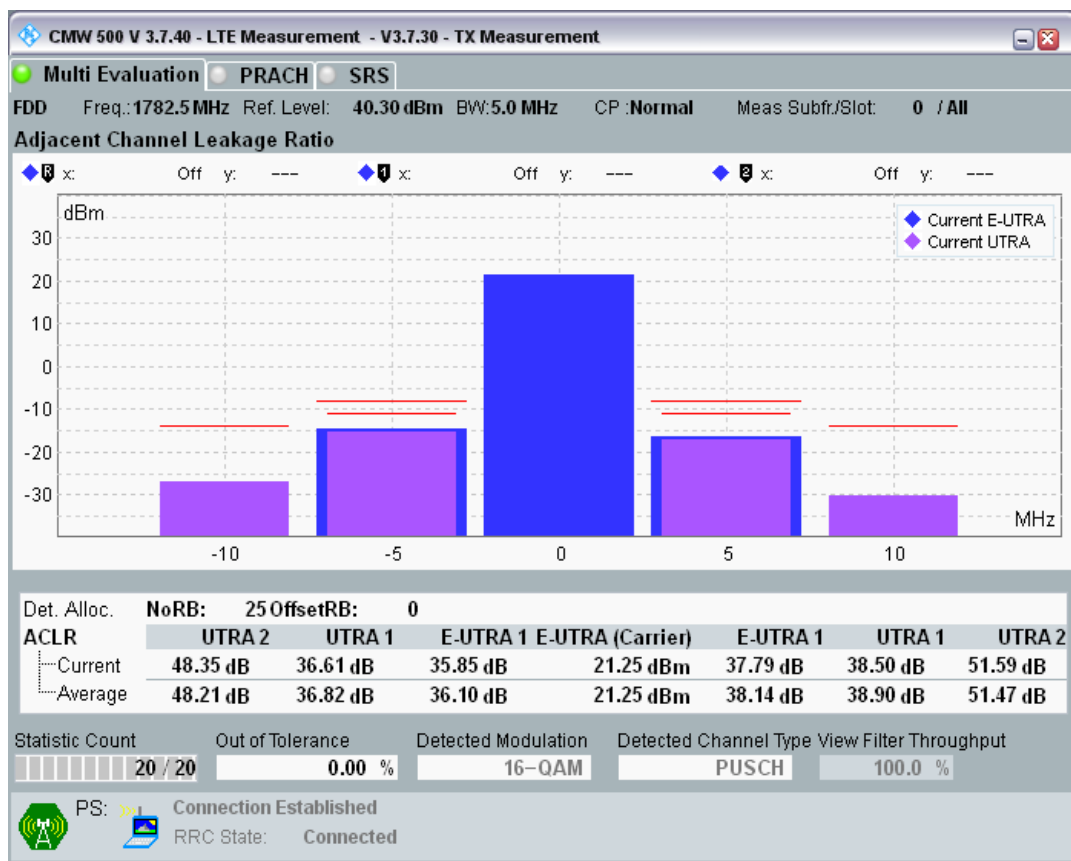 CMW 500 V 3.7.40 - LTE Measurement - V3.7.30 - TX Measurement
Multi Evaluation PRACH SRS
FDD Freq.: 1782.5 MHz Ref. Level: 40.30 dBm BW: 5.0 MHz CP : Normal Meas Subfr./Slot: 0 / All
Adjacent Channel Leakage Ratio
R x: Off y: --- 1 x: Off y: --- 2 x: Off y: ---
dBm
Current E-UTRA
Current UTRA
30
20
10
0
-10
-20
-30
MHz
-10 -5 0 5 10
Det. Alloc. NoRB: 25 OffsetRB: 0
ACLR UTRA 2 UTRA 1 E-UTRA 1 E-UTRA (Carrier) E-UTRA 1 UTRA 1 UTRA 2
Current 48.35 dB 36.61 dB 35.85 dB 21.25 dBm 37.79 dB 38.50 dB 51.59 dB
Average 48.21 dB 36.82 dB 36.10 dB 21.25 dBm 38.14 dB 38.90 dB 51.47 dB
Statistic Count Out of Tolerance Detected Modulation Detected Channel Type View Filter Throughput
20 / 20 0.00 % 16-QAM PUSCH 100.0 %
PS: Connection Established
RRC State: Connected